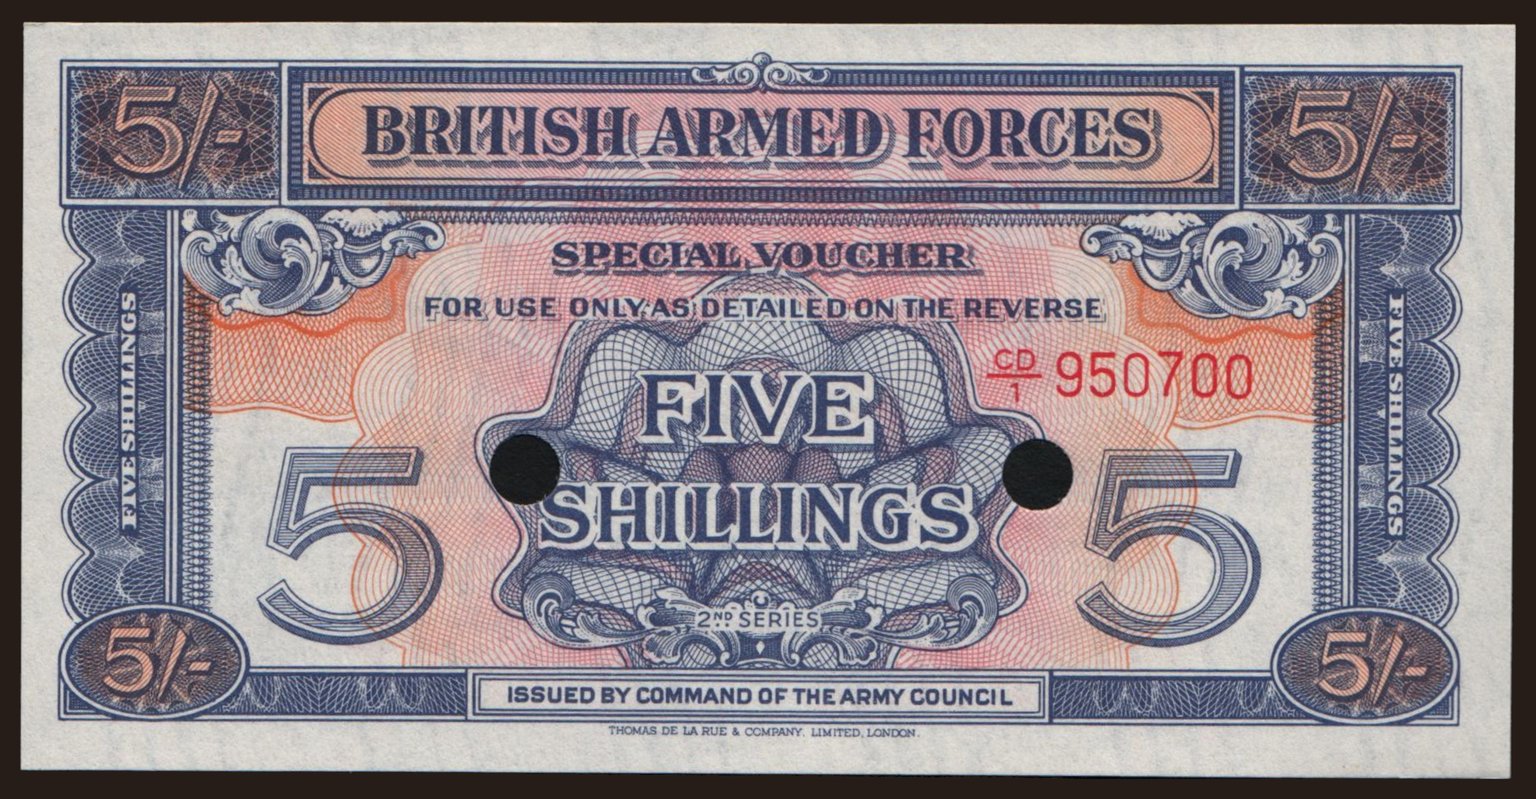 5/-
BRITISH ARMED FORCES
5/-
SPECIAL VOUCHER
FOR USE ONLY AS DETAILED ON THE REVERSE
CD/1 950700
FIVE SHILLINGS
FIVE SHILLINGS
FIVE
SHILLINGS
5
5
2ND SERIES
5/-
5/-
ISSUED BY COMMAND OF THE ARMY COUNCIL
THOMAS DE LA RUE & COMPANY, LIMITED, LONDON.